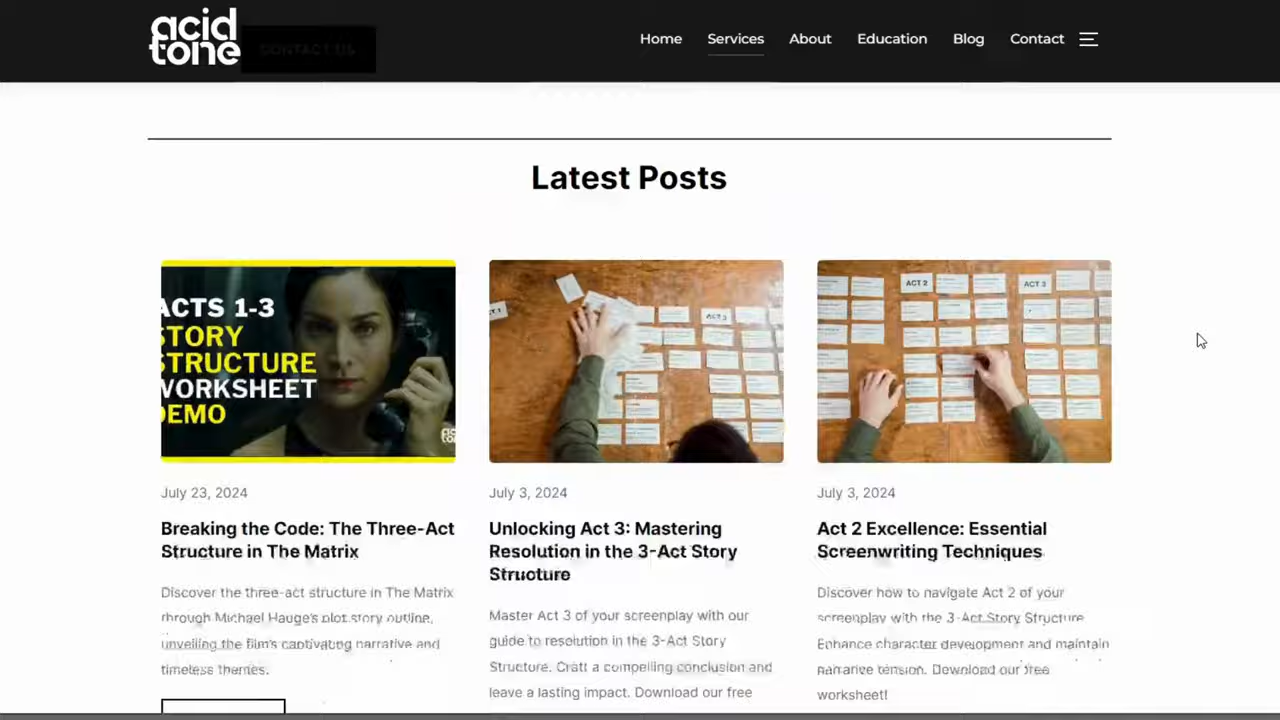 acid
tone
CONTACT US
Home Services About Education Blog Contact
Latest Posts
ACTS 1-3
STORY
STRUCTURE
WORKSHEET
DEMO
T 1
ACT 3
ACT 2
ACT 3
July 23, 2024
Breaking the Code: The Three-Act
Structure in The Matrix
Discover the three-act structure in The Matrix
through Michael Hauge's plot story outline,
unveiling the film's captivating narrative and
timeless themes.
July 3, 2024
Unlocking Act 3: Mastering
Resolution in the 3-Act Story
Structure
Master Act 3 of your screenplay with our
guide to resolution in the 3-Act Story
Structure. Craft a compelling conclusion and
leave a lasting impact. Download our free
July 3, 2024
Act 2 Excellence: Essential
Screenwriting Techniques
Discover how to navigate Act 2 of your
screenplay with the 3-Act Story Structure
Enhance character development and maintain
narrative tension. Download our free
worksheet!